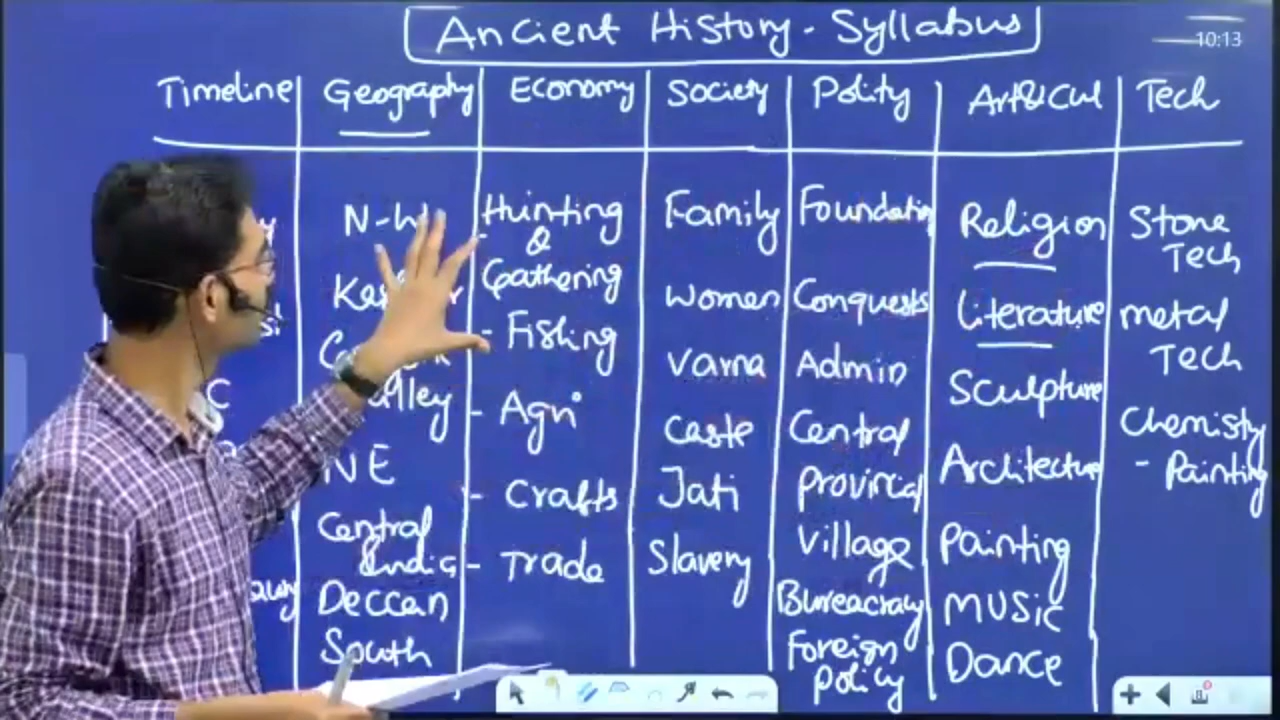 Ancient History - Syllabus
10:13
Timeline Geography Economy Society Polity Art&Cul Tech
N-W
Hunting
&
Gathering
- Fishing
- Agri
- Crafts
- Trade
NE
Central
India
Deccan
South
Family
Women
Varna
Caste
Jati
Slavery
Foundation
Conquests
Admin
Central
Provincial
Village
Bureacracy
Foreign
Policy
Religion
Literature
Sculpture
Architecture
Painting
Music
Dance
Stone
Tech
metal
Tech
Chemisty
- Painting